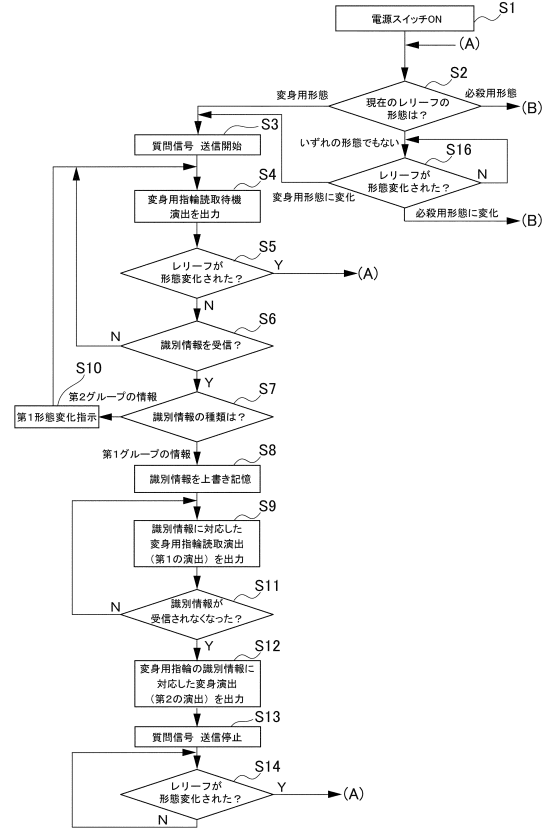 電源スイッチON
S1
(A)
S2
現在のレリーフの
形態は?
変身用形態
必殺用形態
(B)
いずれの形態でもない
S3
質問信号 送信開始
S16
レリーフが
形態変化された?
N
変身用形態に変化
必殺用形態に変化
(B)
S4
変身用指輪読取待機
演出を出力
S5
レリーフが
形態変化された?
Y
(A)
N
S6
識別情報を受信?
N
Y
S7
識別情報の種類は?
S10
第2グループの情報
第1形態変化指示
第1グループの情報
S8
識別情報を上書き記憶
S9
識別情報に対応した
変身用指輪読取演出
(第1の演出)を出力
S11
識別情報が
受信されなくなった?
N
Y
S12
変身用指輪の識別情報に
対応した変身演出
(第2の演出)を出力
S13
質問信号 送信停止
S14
レリーフが
形態変化された?
Y
(A)
N